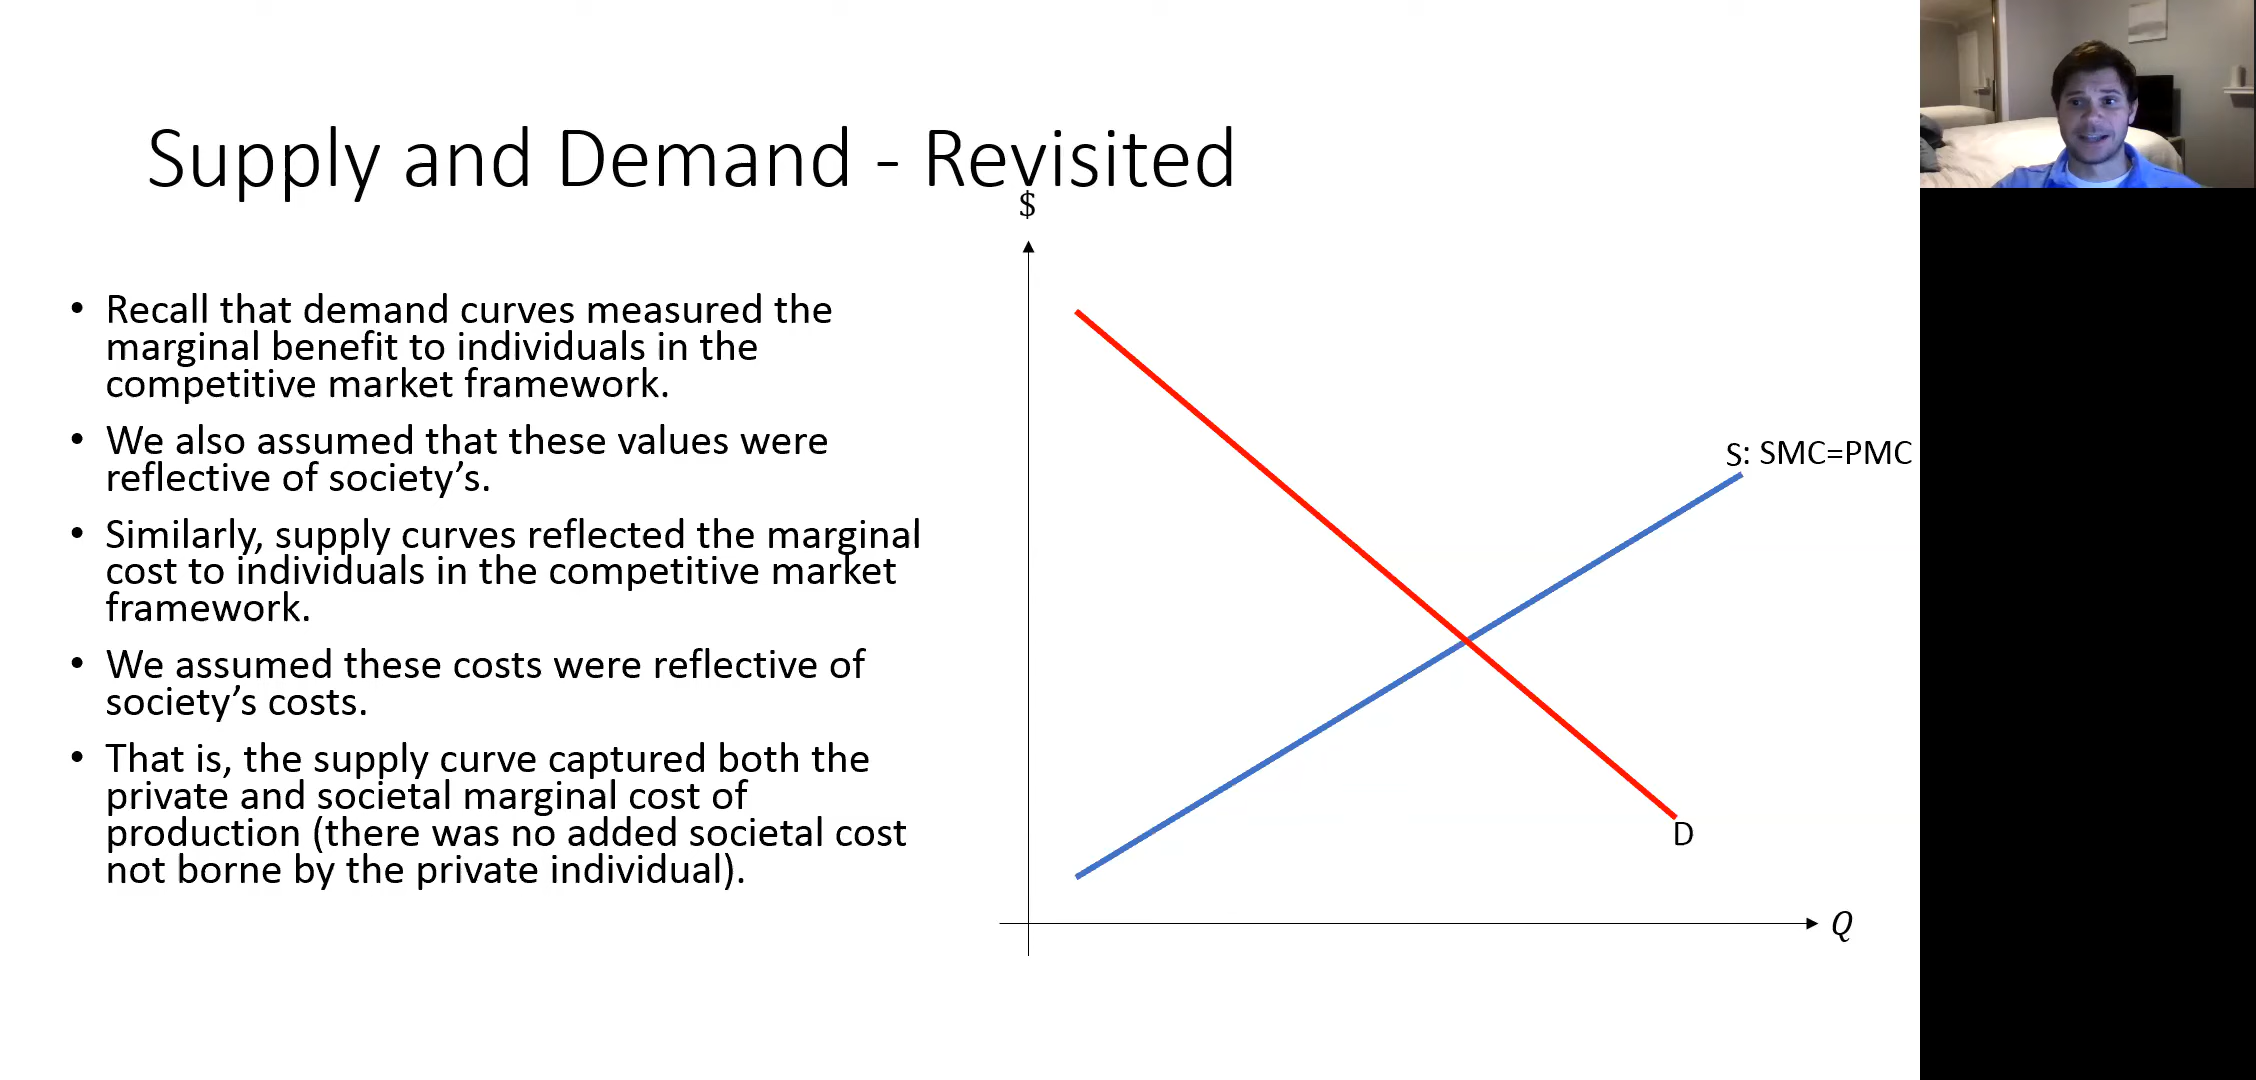 Supply and Demand - Revisited
$
• Recall that demand curves measured the
marginal benefit to individuals in the
competitive market framework.
• We also assumed that these values were
reflective of society’s.
• Similarly, supply curves reflected the marginal
cost to individuals in the competitive market
framework.
• We assumed these costs were reflective of
society’s costs.
• That is, the supply curve captured both the
private and societal marginal cost of
production (there was no added societal cost
not borne by the private individual).
S: SMC=PMC
D
Q